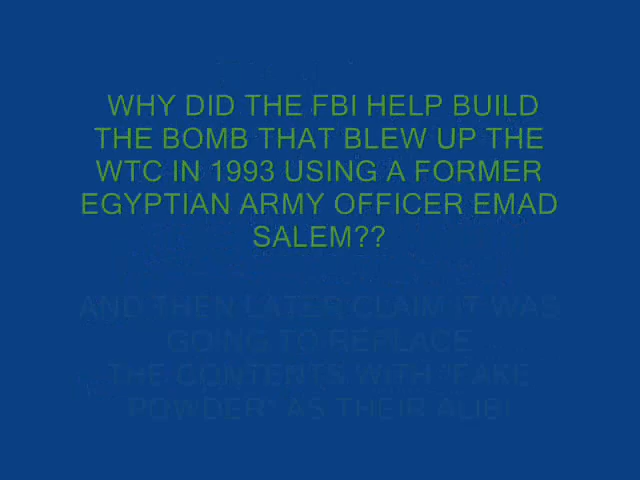 WHY DID THE FBI HELP BUILD
THE BOMB THAT BLEW UP THE
WTC IN 1993 USING A FORMER
EGYPTIAN ARMY OFFICER EMAD
SALEM??
AND THEN LATER CLAIM IT WAS
GOING TO REPLACE
THE CONTENTS WITH "FAKE
POWDER" AS THEIR ALIBI